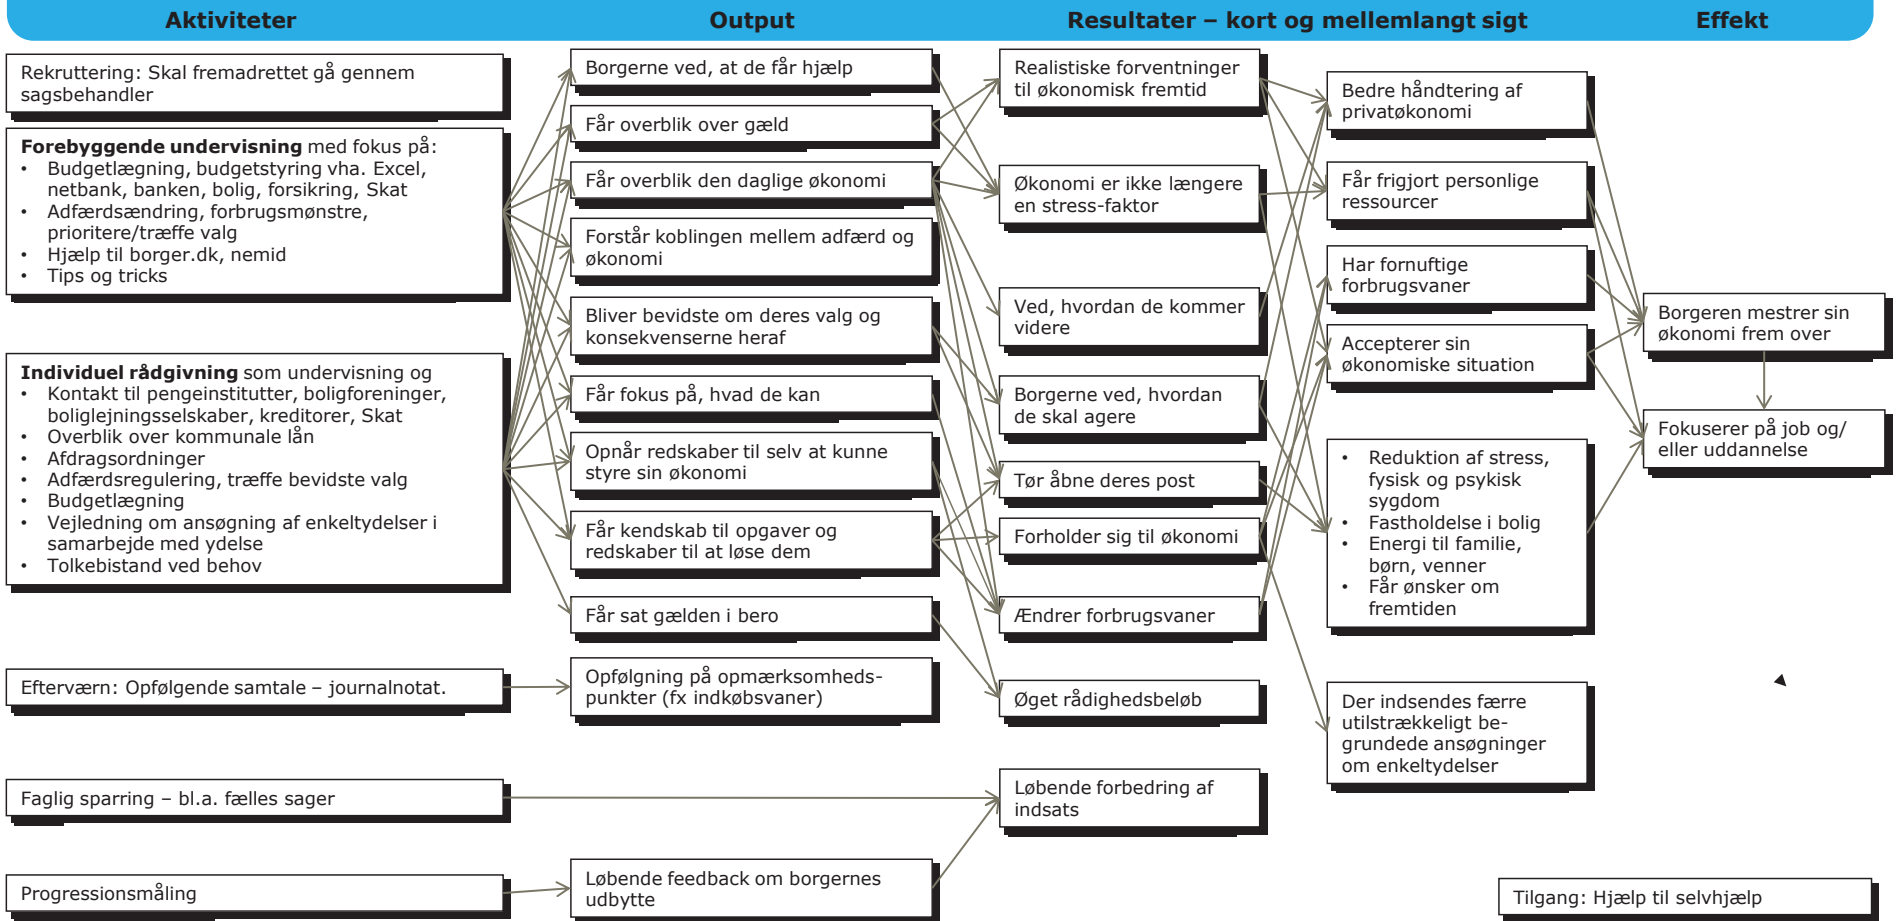 Aktiviteter
Output
Resultater – kort og mellemlangt sigt
Effekt
Rekruttering: Skal fremadrettet gå gennem
sagsbehandler
Forebyggende undervisning med fokus på:
• Budgetlægning, budgetstyring vha. Excel,
netbank, banken, bolig, forsikring, Skat
• Adfærdsændring, forbrugsmønstre,
prioritere/træffe valg
• Hjælp til borger.dk, nemid
• Tips og tricks
Individuel rådgivning som undervisning og
• Kontakt til pengeinstitutter, boligforeninger,
boliglejningsselskaber, kreditorer, Skat
• Overblik over kommunale lån
• Afdragsordninger
• Adfærdsregulering, træffe bevidste valg
• Budgetlægning
• Vejledning om ansøgning af enkeltydelser i
samarbejde med ydelse
• Tolkebistand ved behov
Efterværn: Opfølgende samtale – journalnotat.
Faglig sparring – bl.a. fælles sager
Progressionsmåling
Borgerne ved, at de får hjælp
Får overblik over gæld
Får overblik den daglige økonomi
Forstår koblingen mellem adfærd og
økonomi
Bliver bevidste om deres valg og
konsekvenserne heraf
Får fokus på, hvad de kan
Opnår redskaber til selv at kunne
styre sin økonomi
Får kendskab til opgaver og
redskaber til at løse dem
Får sat gælden i bero
Opfølgning på opmærksomheds-
punkter (fx indkøbsvaner)
Løbende feedback om borgernes
udbytte
Realistiske forventninger
til økonomisk fremtid
Økonomi er ikke længere
en stress-faktor
Ved, hvordan de kommer
videre
Borgerne ved, hvordan
de skal agere
Tør åbne deres post
Forholder sig til økonomi
Ændrer forbrugsvaner
Øget rådighedsbeløb
Løbende forbedring af
indsats
Bedre håndtering af
privatøkonomi
Får frigjort personlige
ressourcer
Har fornuftige
forbrugsvaner
Accepterer sin
økonomiske situation
• Reduktion af stress,
fysisk og psykisk
sygdom
• Fastholdelse i bolig
• Energi til familie,
børn, venner
• Får ønsker om
fremtiden
Der indsendes færre
utilstrækkeligt be-
grundede ansøgninger
om enkeltydelser
Borgeren mestrer sin
økonomi frem over
Fokuserer på job og/
eller uddannelse
Tilgang: Hjælp til selvhjælp